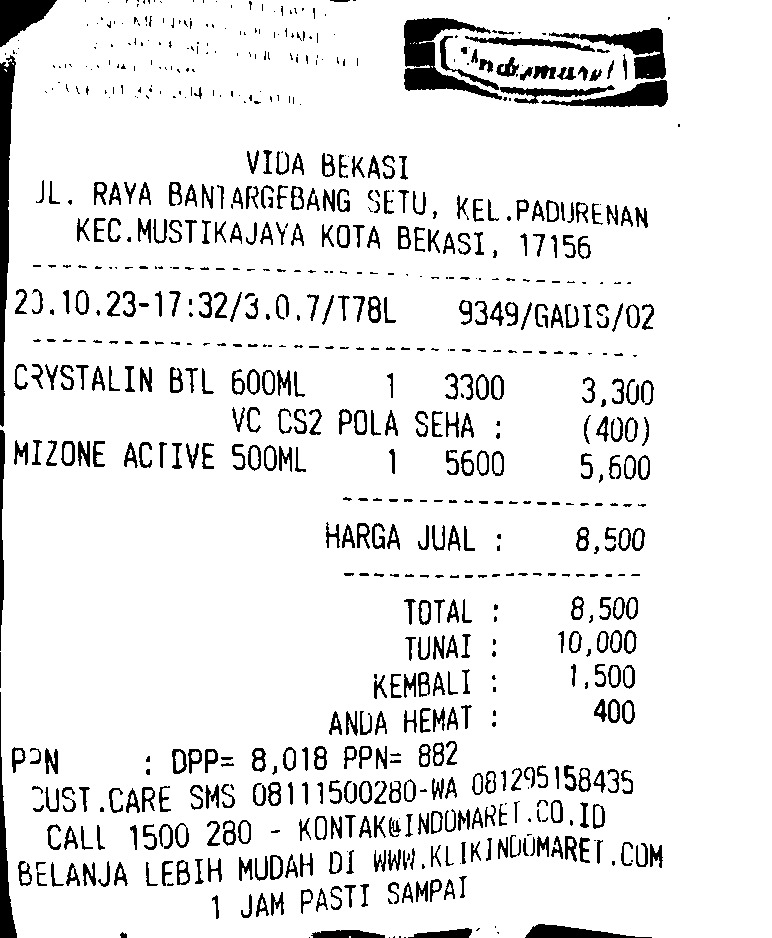 Indomaret
VIDA BEKASI
JL. RAYA BANTARGEBANG SETU, KEL.PADURENAN
KEC.MUSTIKAJAYA KOTA BEKASI, 17156
23.10.23-17:32/3.0.7/T78L 9349/GADIS/02
CRYSTALIN BTL 600ML 1 3300 3,300
VC CS2 POLA SEHA : (400)
MIZONE ACTIVE 500ML 1 5600 5,600
HARGA JUAL : 8,500
TOTAL : 8,500
TUNAI : 10,000
KEMBALI : 1,500
ANDA HEMAT : 400
PPN : DPP= 8,018 PPN= 882
CUST.CARE SMS 08111500280-WA 081295158435
CALL 1500 280 - KONTAK@INDOMARET.CO.ID
BELANJA LEBIH MUDAH DI WWW.KLIKINDOMARET.COM
1 JAM PASTI SAMPAI